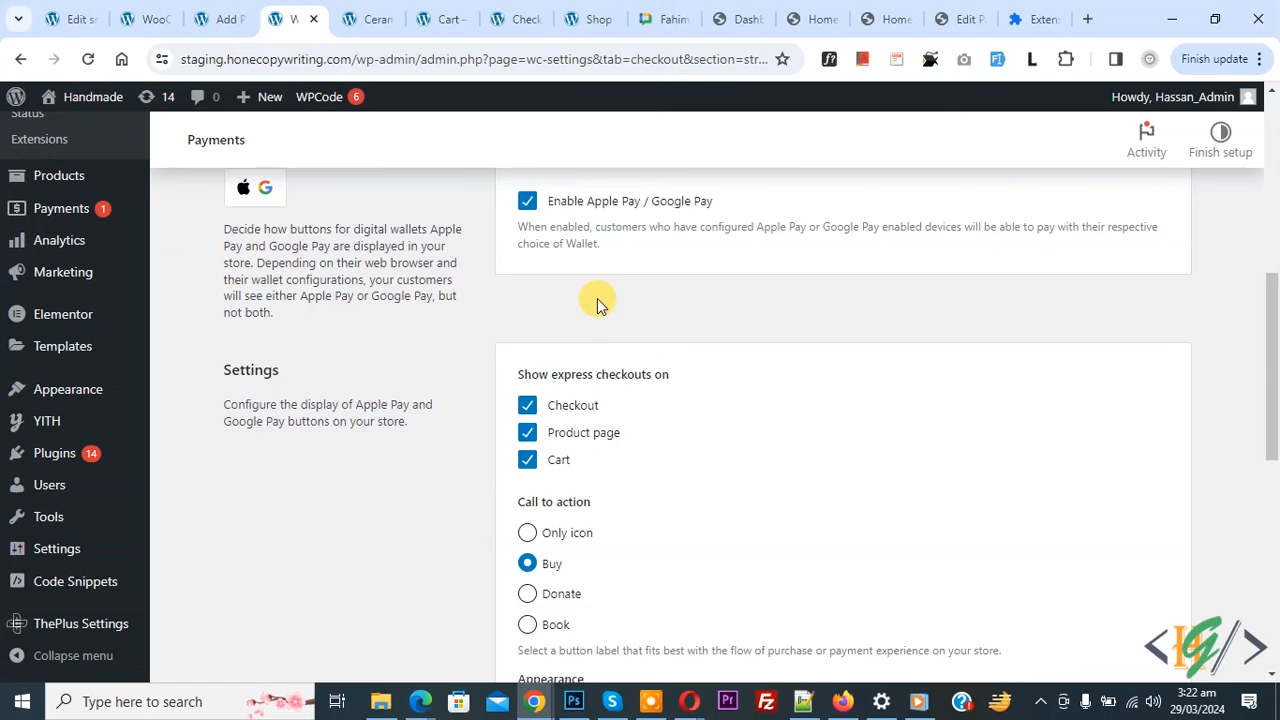 Edit s
WooC
Add P
W
Ceram
Cart –
Check
Shop
Fahim
Dashb
Home
Home
Edit P
Exten
staging.honecopywriting.com/wp-admin/admin.php?page=wc-settings&tab=checkout&section=str...
Finish update
Handmade
14
0
New
WPCode 6
Howdy, Hassan_Admin
Status
Extensions
Products
Payments 1
Analytics
Marketing
Elementor
Templates
Appearance
YITH
Plugins 14
Users
Tools
Settings
Code Snippets
ThePlus Settings
Collapse menu
Payments
Activity
Finish setup
Decide how buttons for digital wallets Apple
Pay and Google Pay are displayed in your
store. Depending on their web browser and
their wallet configurations, your customers
will see either Apple Pay or Google Pay, but
not both.
Enable Apple Pay / Google Pay
When enabled, customers who have configured Apple Pay or Google Pay enabled devices will be able to pay with their respective
choice of Wallet.
Settings
Configure the display of Apple Pay and
Google Pay buttons on your store.
Show express checkouts on
Checkout
Product page
Cart
Call to action
Only icon
Buy
Donate
Book
Select a button label that fits best with the flow of purchase or payment experience on your store.
Appearance
Type here to search
3:22 am
29/03/2024